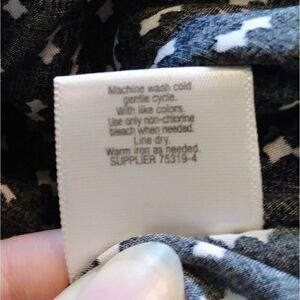 Machine wash cold
gentle cycle.
With like colors.
Use only non-chlorine
bleach when needed.
Line dry.
Warm iron as needed.
SUPPLIER 75319-4